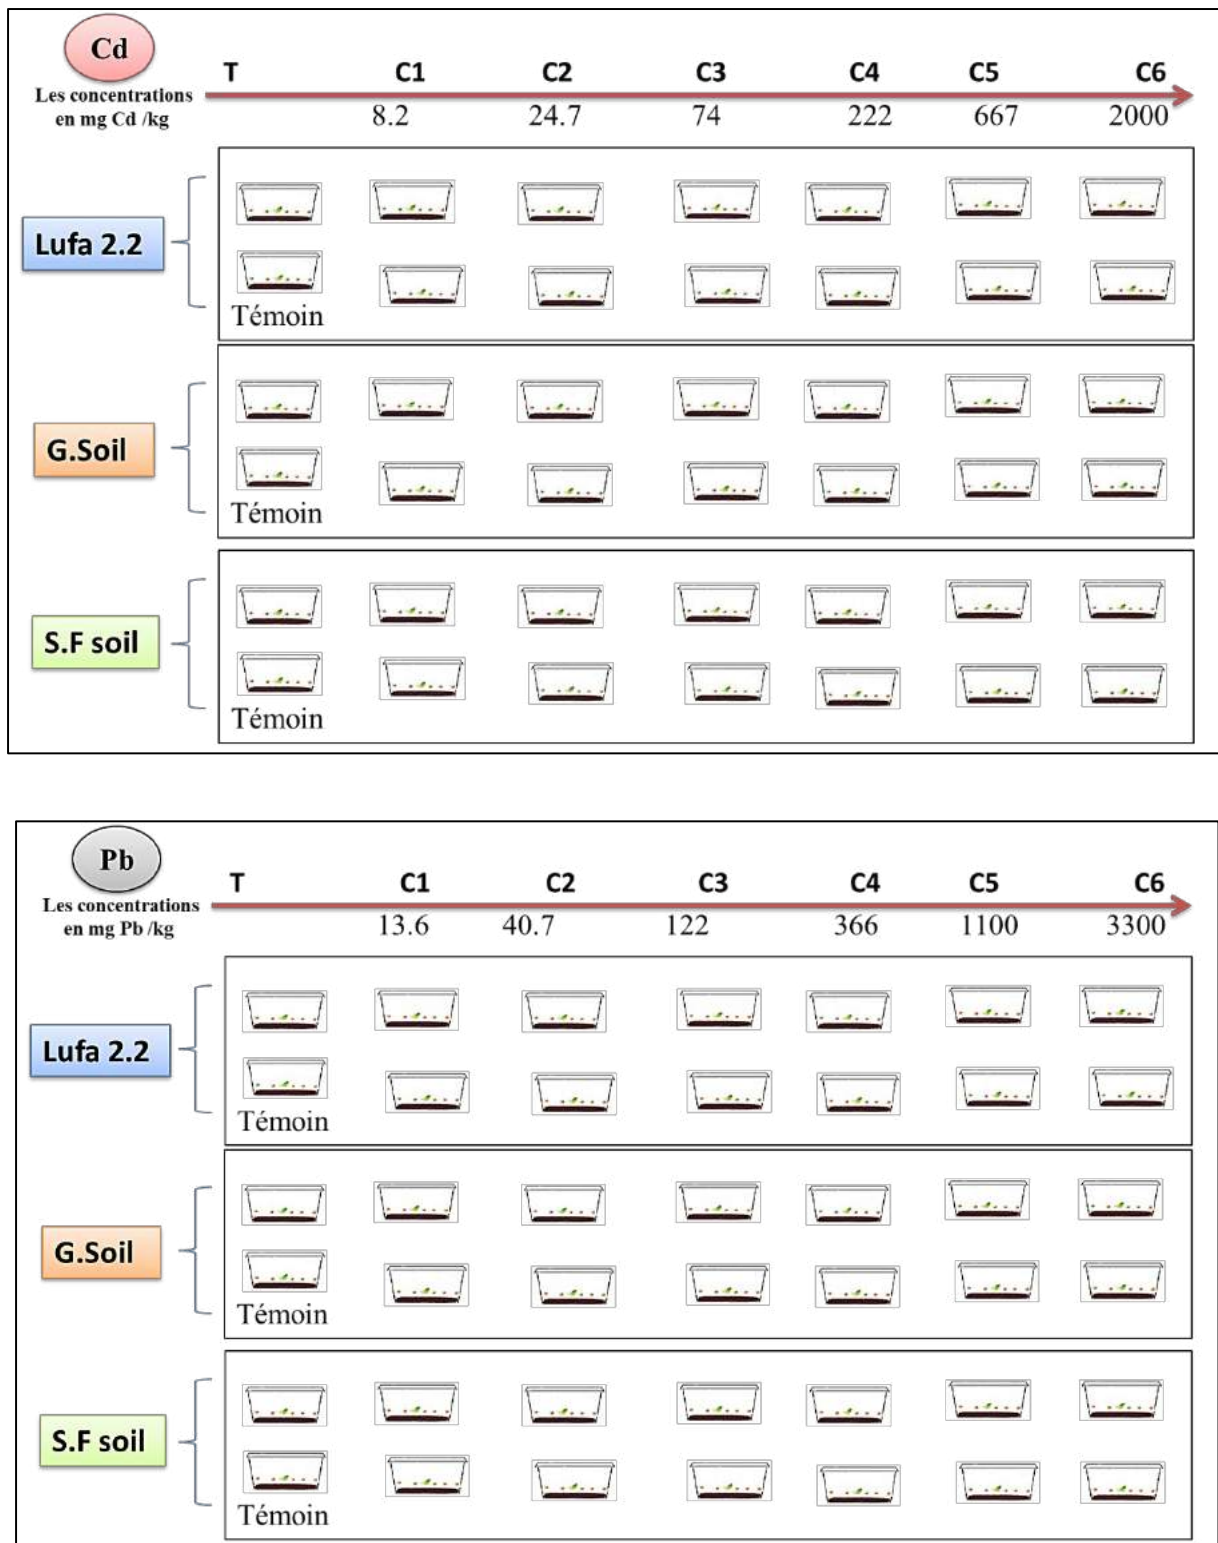 Cd
T C1 C2 C3 C4 C5 C6
Les concentrations
en mg Cd /kg
8.2 24.7 74 222 667 2000
Lufa 2.2
Témoin
G.Soil
Témoin
S.F soil
Témoin
Pb
T C1 C2 C3 C4 C5 C6
Les concentrations
en mg Pb /kg
13.6 40.7 122 366 1100 3300
Lufa 2.2
Témoin
G.Soil
Témoin
S.F soil
Témoin